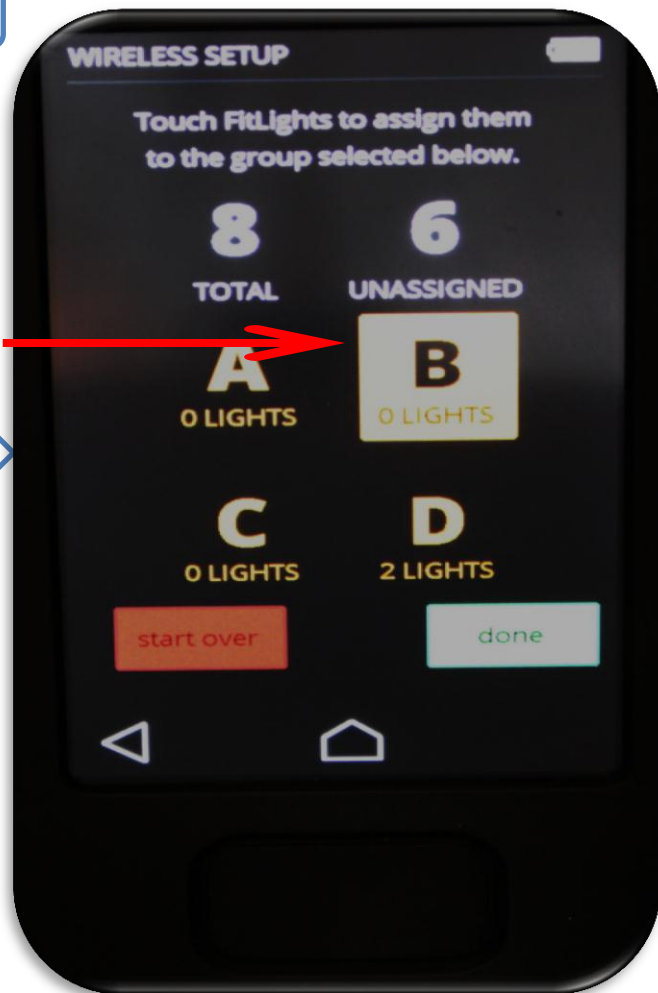 WIRELESS SETUP
Touch FitLights to assign them
to the group selected below.
8 6
TOTAL UNASSIGNED
A B
0 LIGHTS 0 LIGHTS
C D
0 LIGHTS 2 LIGHTS
start over done